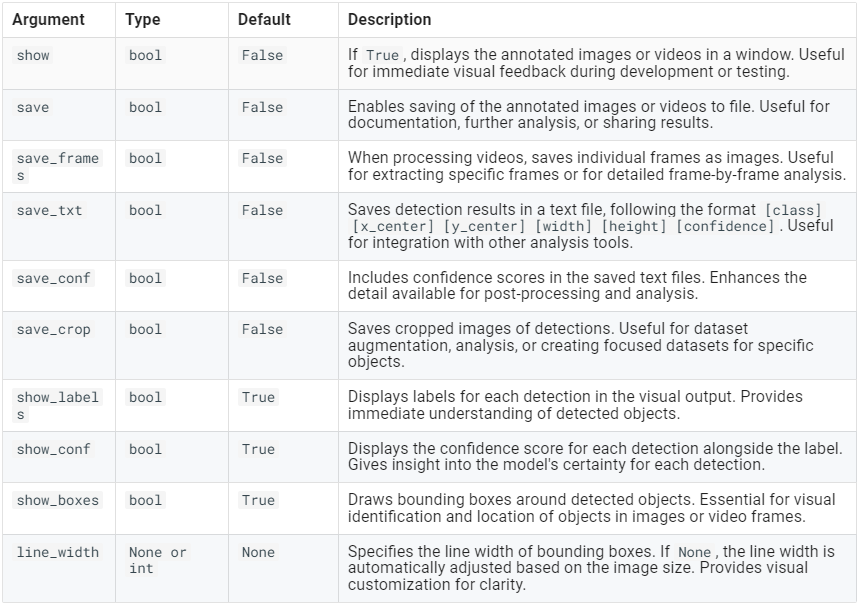 Argument Type Default Description
show bool False If True , displays the annotated images or videos in a window. Useful
for immediate visual feedback during development or testing.
save bool False Enables saving of the annotated images or videos to file. Useful for
documentation, further analysis, or sharing results.
save_frame bool False When processing videos, saves individual frames as images. Useful
s for extracting specific frames or for detailed frame-by-frame analysis.
save_txt bool False Saves detection results in a text file, following the format [class]
[x_center] [y_center] [width] [height] [confidence] . Useful
for integration with other analysis tools.
save_conf bool False Includes confidence scores in the saved text files. Enhances the
detail available for post-processing and analysis.
save_crop bool False Saves cropped images of detections. Useful for dataset
augmentation, analysis, or creating focused datasets for specific
objects.
show_label bool True Displays labels for each detection in the visual output. Provides
s immediate understanding of detected objects.
show_conf bool True Displays the confidence score for each detection alongside the label.
Gives insight into the model's certainty for each detection.
show_boxes bool True Draws bounding boxes around detected objects. Essential for visual
identification and location of objects in images or video frames.
line_width None or None Specifies the line width of bounding boxes. If None , the line width is
int automatically adjusted based on the image size. Provides visual
customization for clarity.